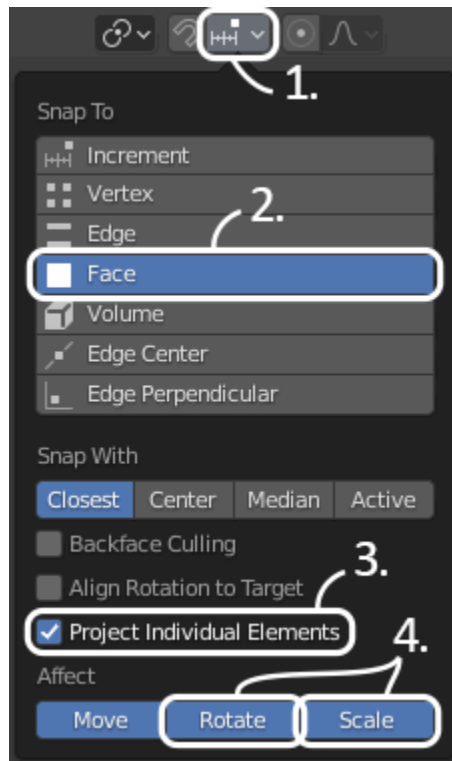 1.
Snap To
Increment
Vertex
2.
Edge
Face
Volume
Edge Center
Edge Perpendicular
Snap With
Closest Center Median Active
Backface Culling
3.
Align Rotation to Target
Project Individual Elements
4.
Affect
Move Rotate Scale